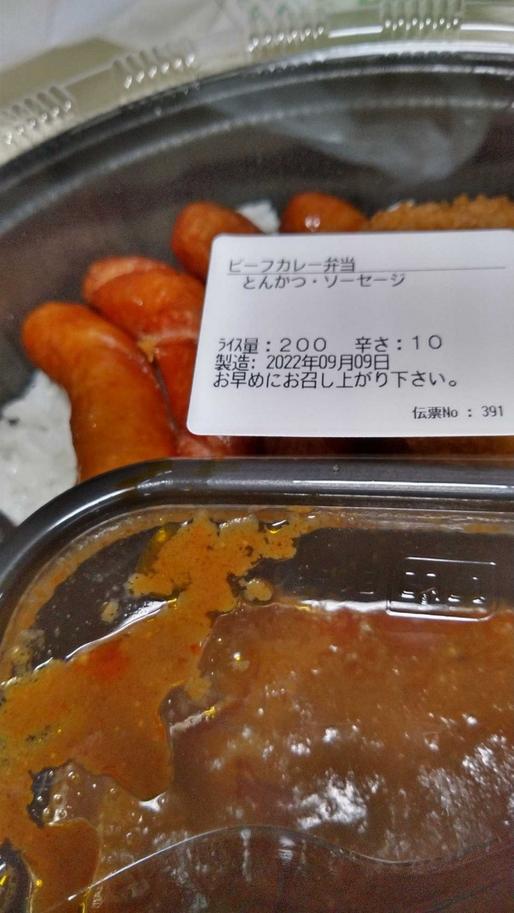 ビーフカレー弁当
とんかつ・ソーセージ
ﾗｲｽ量：２００　辛さ：１０
製造: 2022年09月09日
お早めにお召し上がり下さい。
伝票No : 391